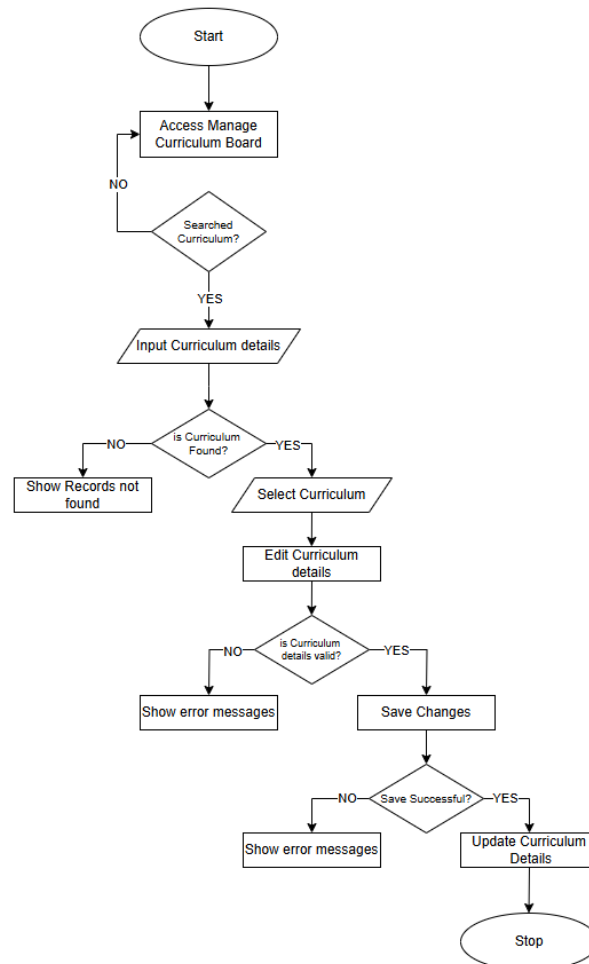 Start
Access Manage
Curriculum Board
NO
Searched
Curriculum?
YES
Input Curriculum details
is Curriculum
Found?
NO
YES
Show Records not
found
Select Curriculum
Edit Curriculum
details
is Curriculum
details valid?
NO
YES
Show error messages
Save Changes
Save Successful?
NO
YES
Show error messages
Update Curriculum
Details
Stop